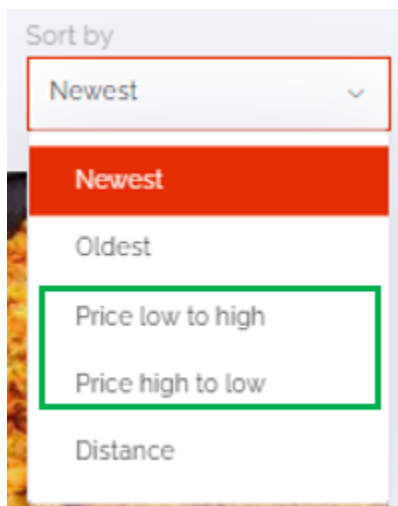 Sort by
Newest
Newest
Oldest
Price low to high
Price high to low
Distance